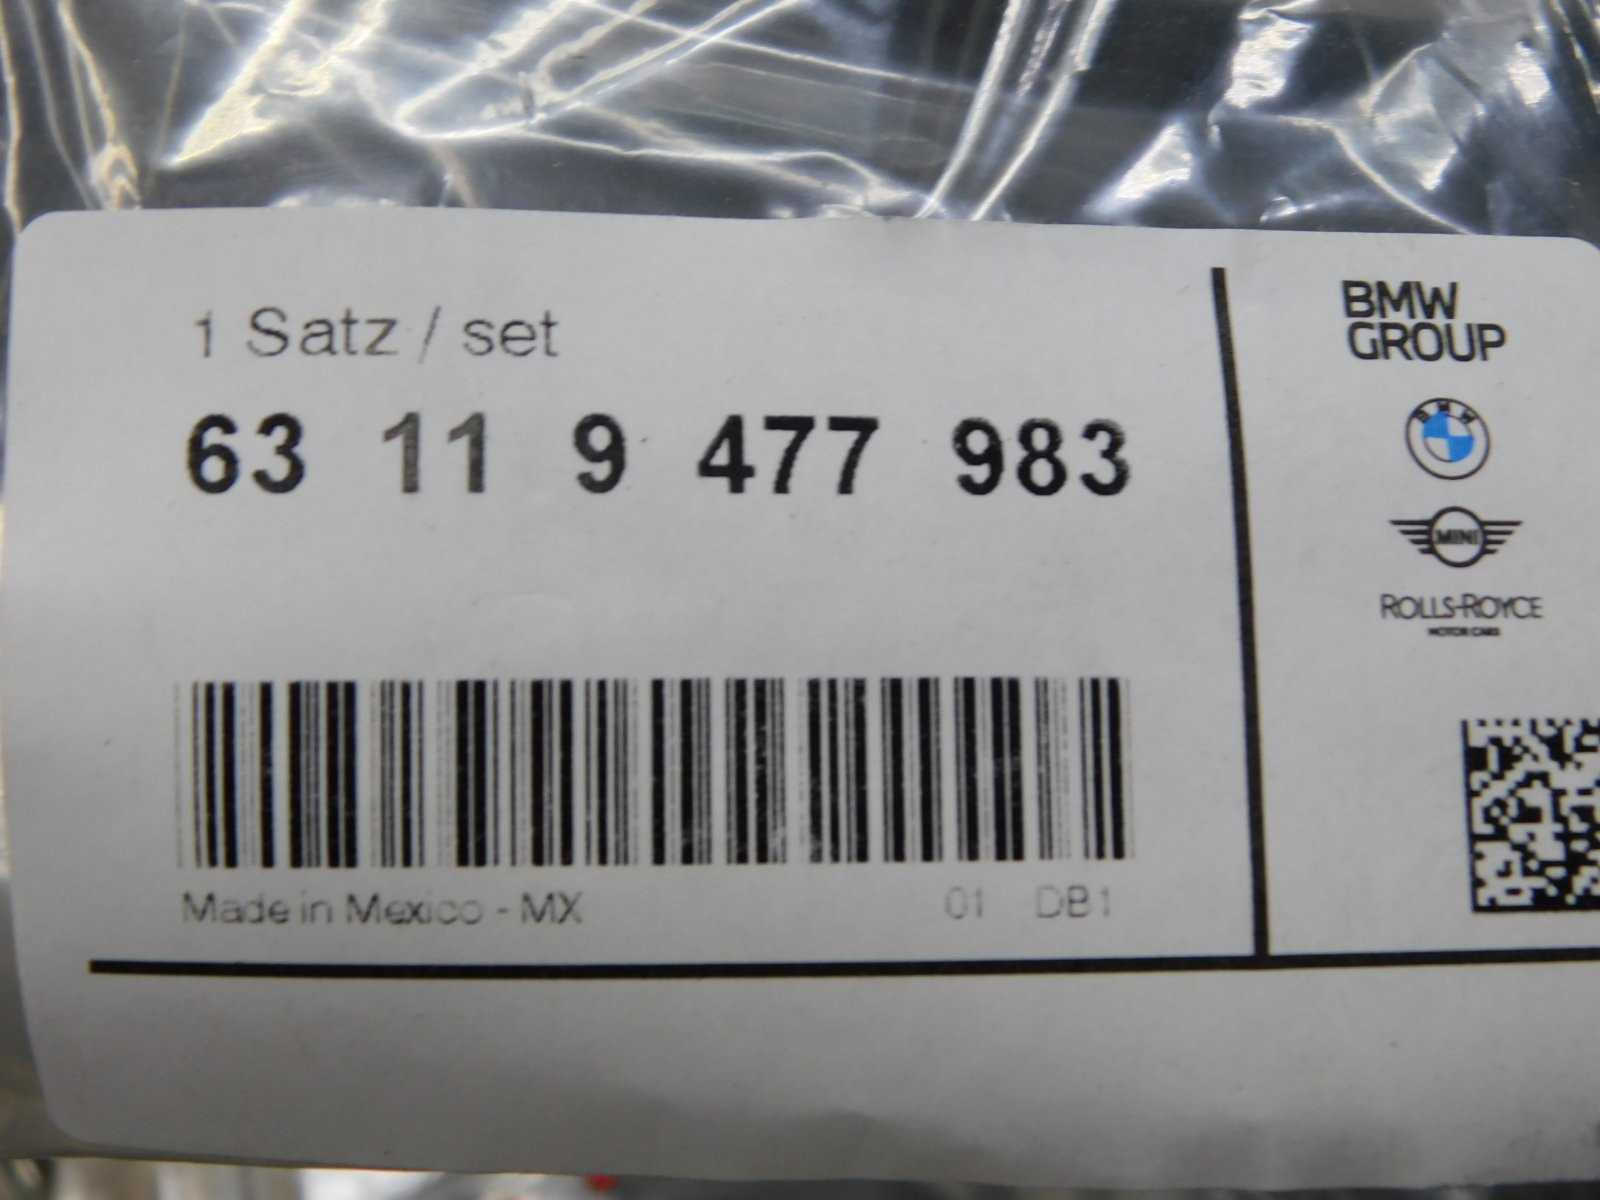 1 Satz / set
63 11 9 477 983
Made in Mexico - MX 01 DB1
BMW
GROUP
BMW
MINI
ROLLS-ROYCE
MOTOR CARS